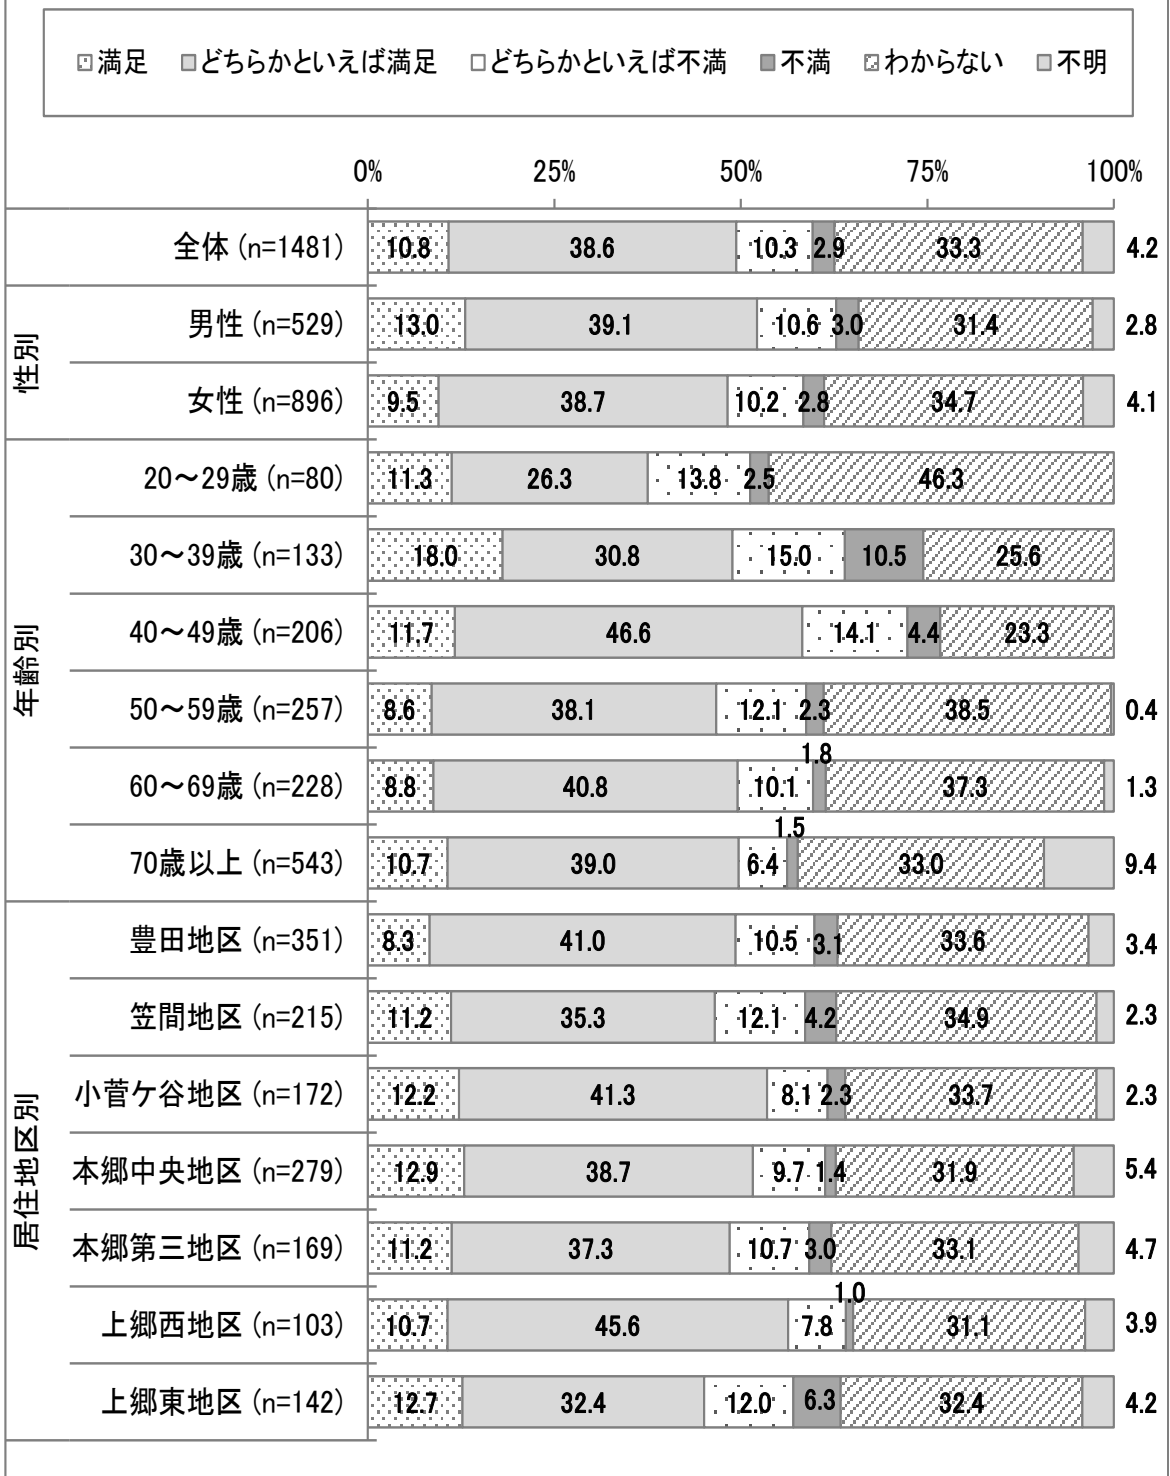 満足 どちらかといえば満足 どちらかといえば不満 不満 わからない 不明
0% 25% 50% 75% 100%
全体 (n=1481) 10.8 38.6 10.3 2.9 33.3 4.2
性別
男性 (n=529) 13.0 39.1 10.6 3.0 31.4 2.8
女性 (n=896) 9.5 38.7 10.2 2.8 34.7 4.1
年齢別
20～29歳 (n=80) 11.3 26.3 13.8 2.5 46.3
30～39歳 (n=133) 18.0 30.8 15.0 10.5 25.6
40～49歳 (n=206) 11.7 46.6 14.1 4.4 23.3
50～59歳 (n=257) 8.6 38.1 12.1 2.3 38.5 0.4
60～69歳 (n=228) 8.8 40.8 10.1 1.8 37.3 1.3
70歳以上 (n=543) 10.7 39.0 6.4 1.5 33.0 9.4
居住地区別
豊田地区 (n=351) 8.3 41.0 10.5 3.1 33.6 3.4
笠間地区 (n=215) 11.2 35.3 12.1 4.2 34.9 2.3
小菅ケ谷地区 (n=172) 12.2 41.3 8.1 2.3 33.7 2.3
本郷中央地区 (n=279) 12.9 38.7 9.7 1.4 31.9 5.4
本郷第三地区 (n=169) 11.2 37.3 10.7 3.0 33.1 4.7
上郷西地区 (n=103) 10.7 45.6 7.8 1.0 31.1 3.9
上郷東地区 (n=142) 12.7 32.4 12.0 6.3 32.4 4.2